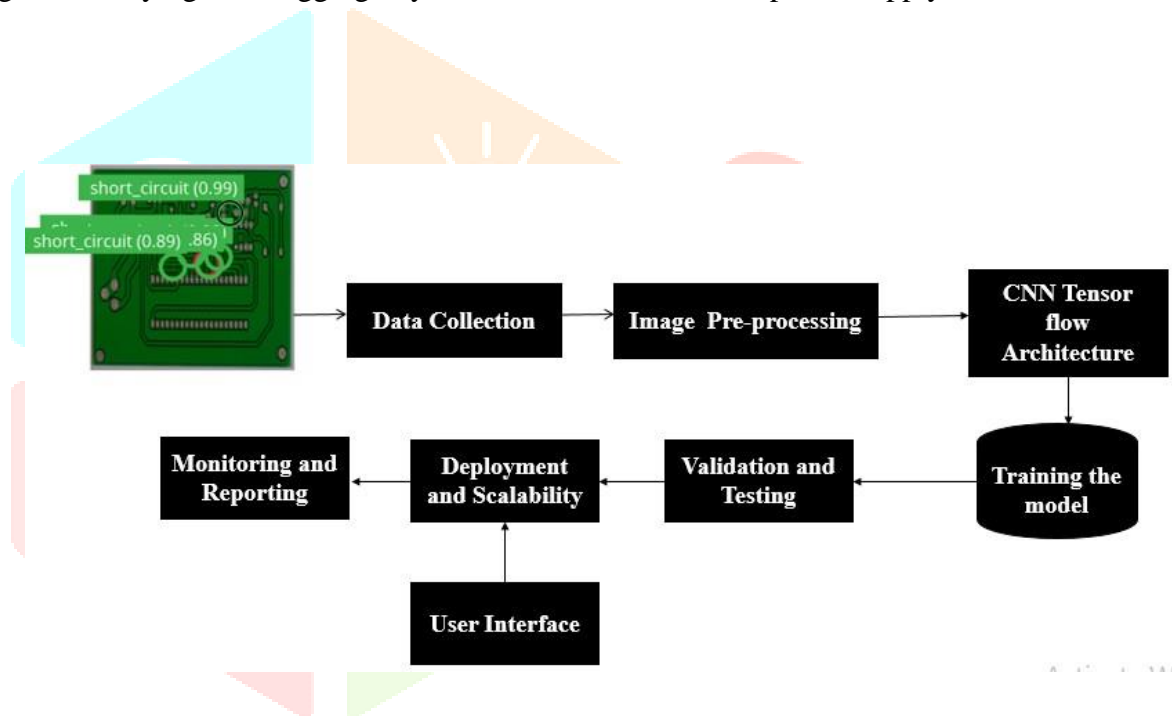 short_circuit (0.99)
short_circuit (0.89) .86)
Data Collection
Image Pre-processing
CNN Tensor
flow
Architecture
Monitoring and
Reporting
Deployment
and Scalability
Validation and
Testing
Training the
model
User Interface